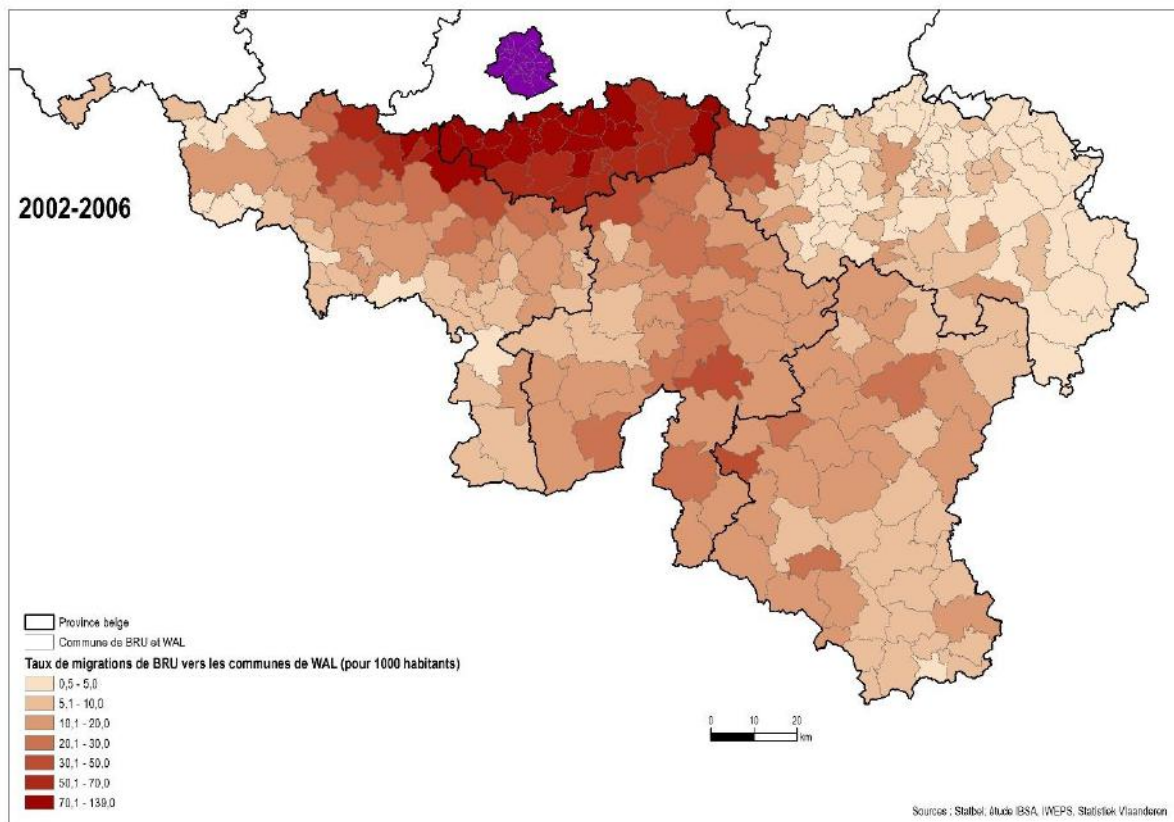 2002-2006
Province belge
Commune de BRU et WAL
Taux de migrations de BRU vers les communes de WAL (pour 1000 habitants)
0,5 - 5,0
5,1 - 10,0
10,1 - 20,0
20,1 - 30,0
30,1 - 50,0
50,1 - 70,0
70,1 - 139,0
0 10 20
km
Sources : Statbel; étude IBSA, IWEPS, Statistiek Vlaanderen